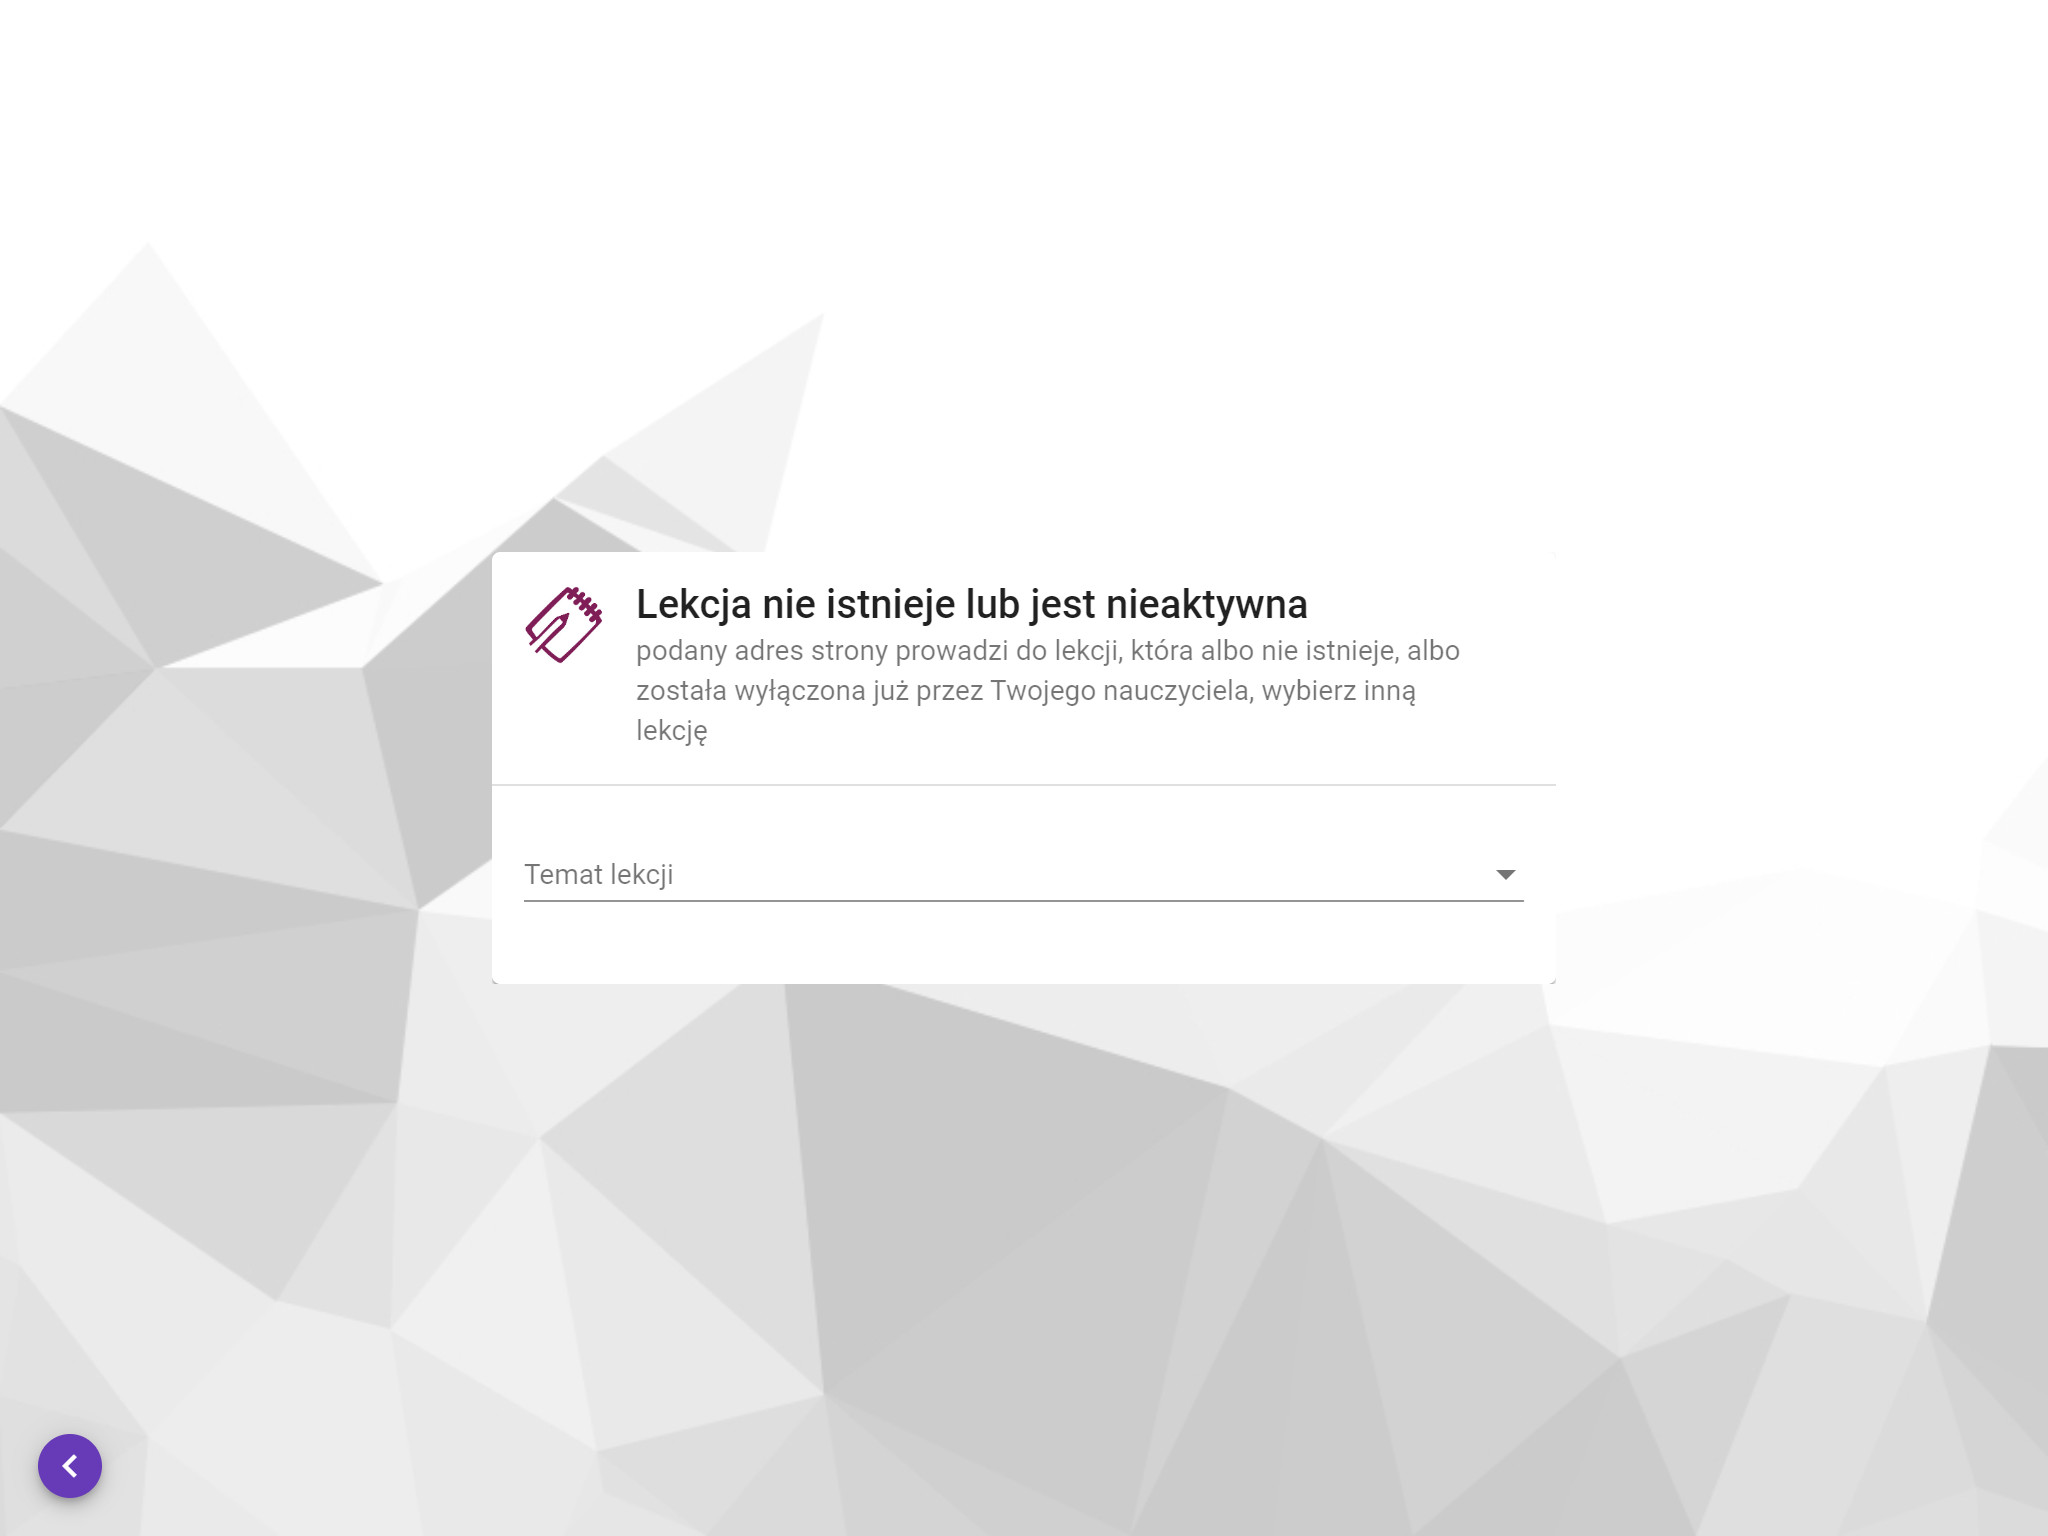 Lekcja nie istnieje lub jest nieaktywna
podany adres strony prowadzi do lekcji, która albo nie istnieje, albo
została wyłączona już przez Twojego nauczyciela, wybierz inną
lekcję
Temat lekcji